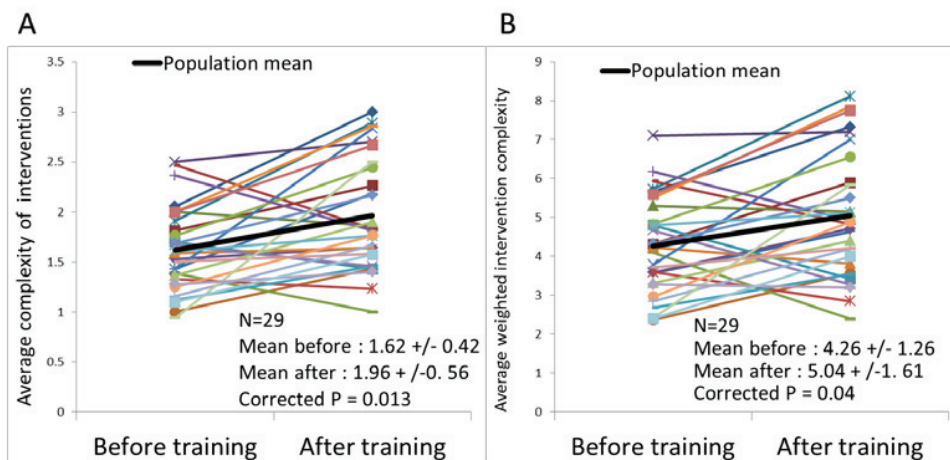 A
Average complexity of interventions
3.5
3
2.5
2
1.5
1
0.5
0
Population mean
N=29
Mean before : 1.62 +/- 0.42
Mean after : 1.96 + /-0. 56
Corrected P = 0.013
Before training
After training
B
Average weighted intervention complexity
9
8
7
6
5
4
3
2
1
0
Population mean
N=29
Mean before : 4.26 +/- 1.26
Mean after : 5.04 + /-1. 61
Corrected P = 0.04
Before training
After training